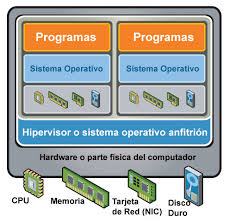 Programas Programas
Sistema Operativo Sistema Operativo
Hipervisor o sistema operativo anfitrión
Hardware o parte física del computador
CPU Memoria Tarjeta Disco
de Red (NIC) Duro